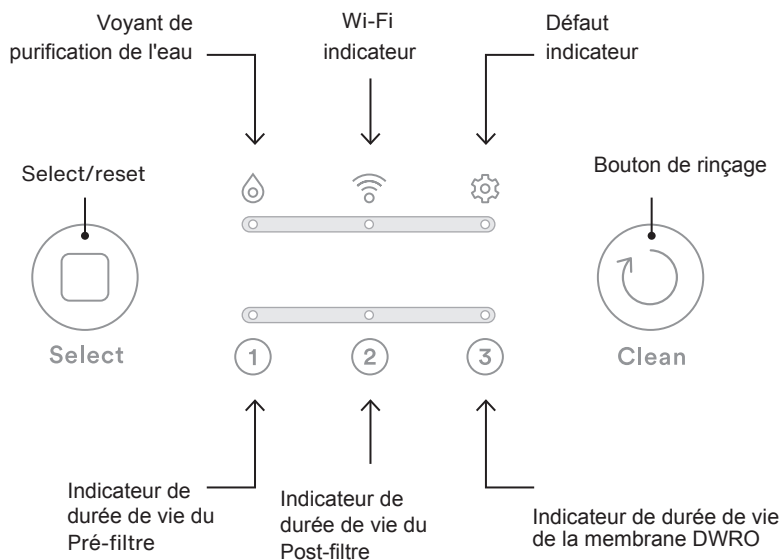 Voyant de
purification de l'eau
Wi-Fi
indicateur
Défaut
indicateur
Select/reset
Bouton de rinçage
Select
1
2
3
Clean
Indicateur de
durée de vie du
Pré-filtre
Indicateur de
durée de vie du
Post-filtre
Indicateur de durée de vie
de la membrane DWRO